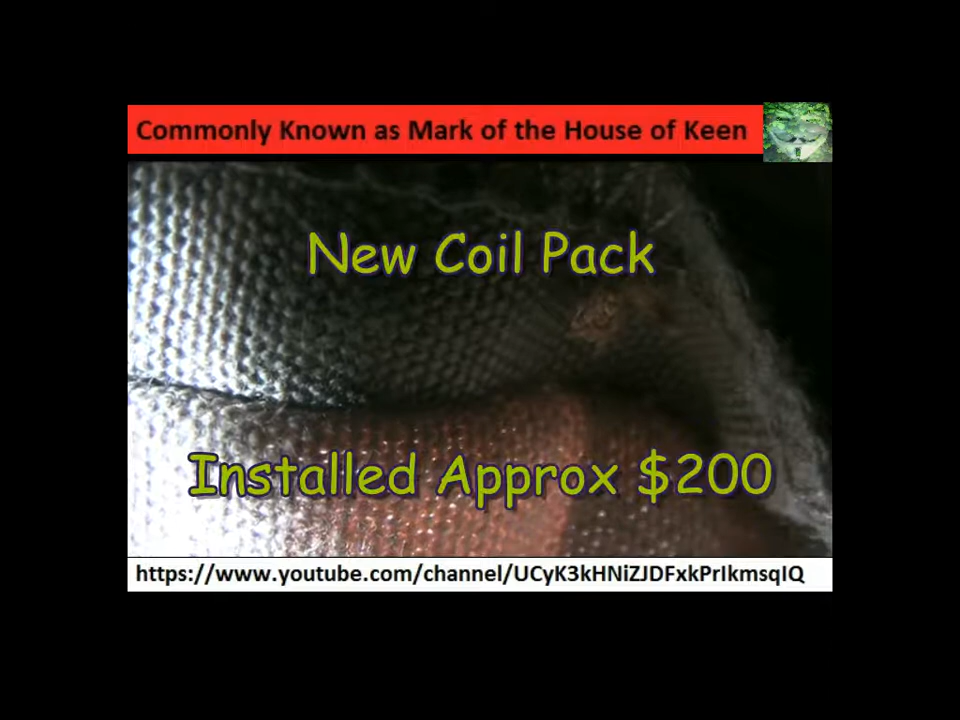 Commonly Known as Mark of the House of Keen
New Coil Pack
Installed Approx $200
https://www.youtube.com/channel/UCyK3kHNiZJDFxkPrIkmsqIQ